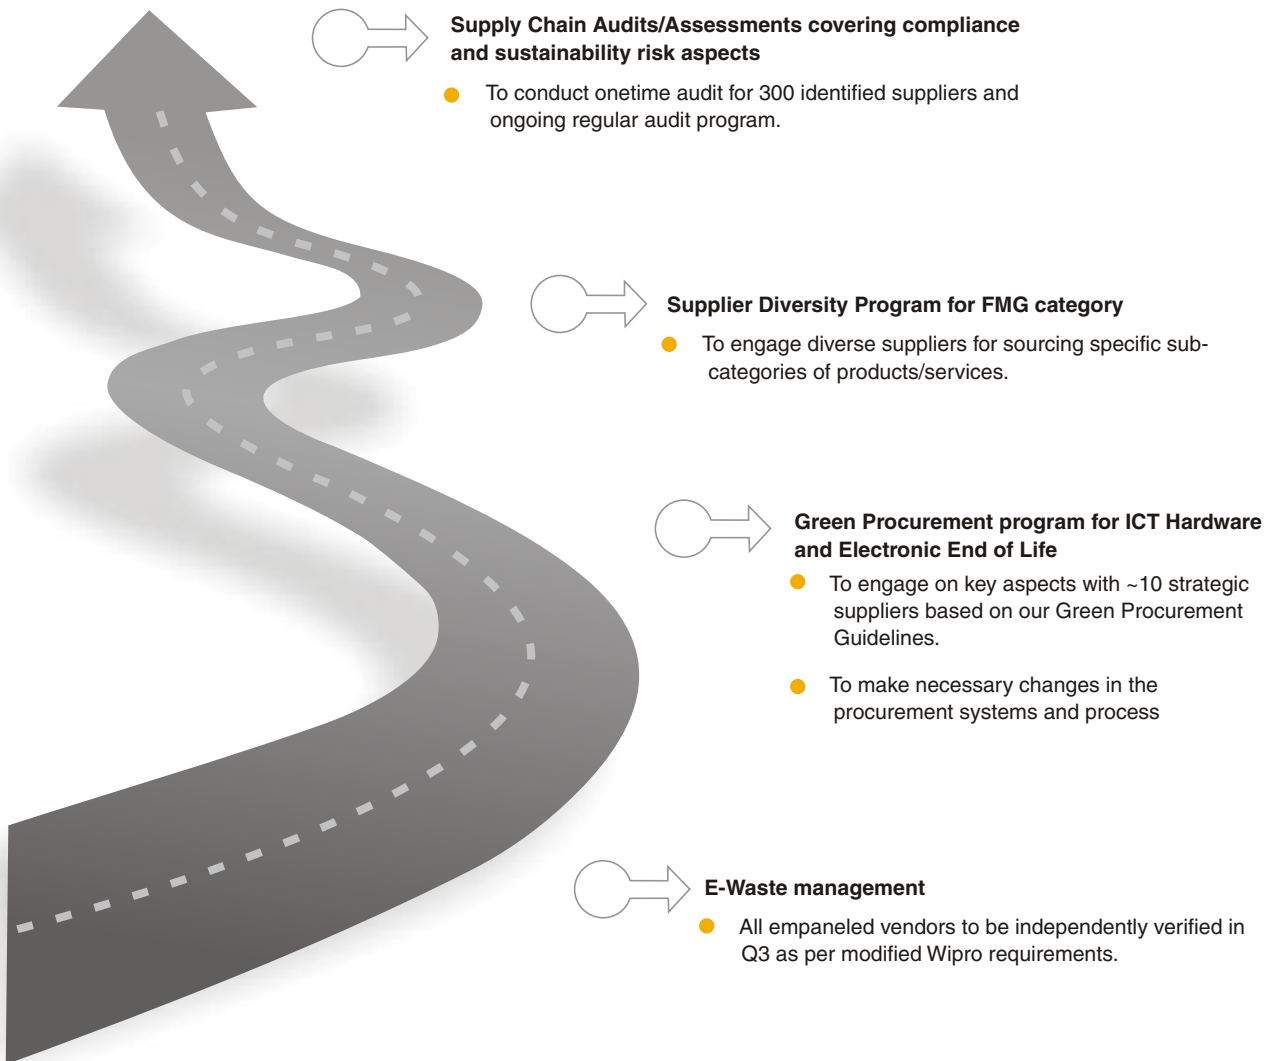 Supply Chain Audits/Assessments covering compliance
and sustainability risk aspects
To conduct onetime audit for 300 identified suppliers and
ongoing regular audit program.
Supplier Diversity Program for FMG category
To engage diverse suppliers for sourcing specific sub-
categories of products/services.
Green Procurement program for ICT Hardware
and Electronic End of Life
To engage on key aspects with ~10 strategic
suppliers based on our Green Procurement
Guidelines.
To make necessary changes in the
procurement systems and process
E-Waste management
All empaneled vendors to be independently verified in
Q3 as per modified Wipro requirements.